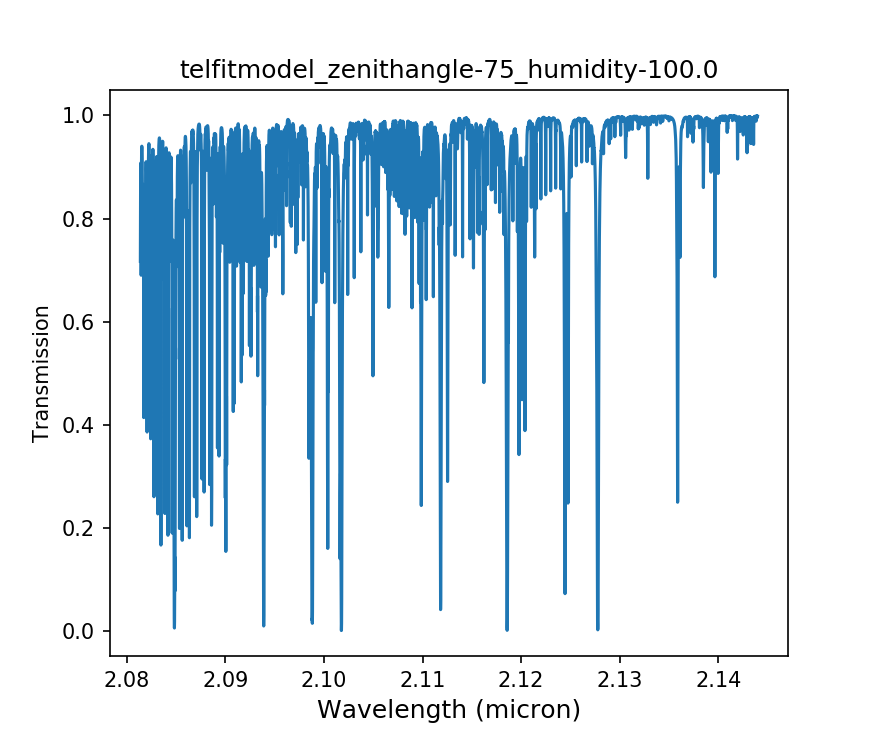 telfitmodel_zenithangle-75_humidity-100.0
1.0
0.8
0.6
0.4
0.2
0.0
Transmission
2.08 2.09 2.10 2.11 2.12 2.13 2.14
Wavelength (micron)